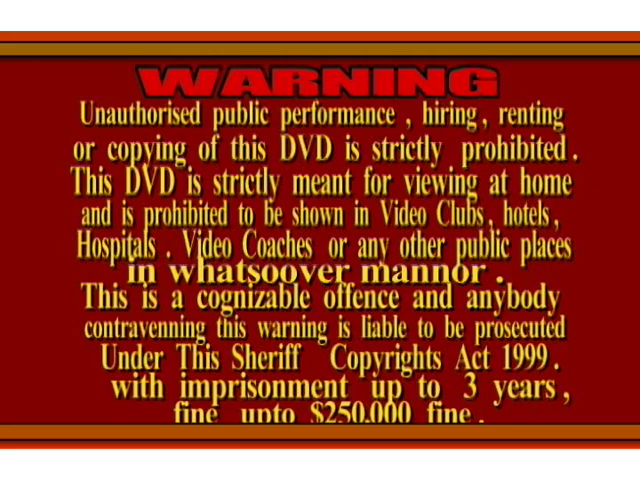 WARNING
Unauthorised public performance , hiring , renting
or copying of this DVD is strictly prohibited .
This DVD is strictly meant for viewing at home
and is prohibited to be shown in Video Clubs , hotels ,
Hospitals . Video Coaches or any other public places
in whatsoover mannor .
This is a cognizable offence and anybody
contravenning this warning is liable to be prosecuted
Under This Sheriff Copyrights Act 1999 .
with imprisonment up to 3 years ,
fine upto $250.000 fine .